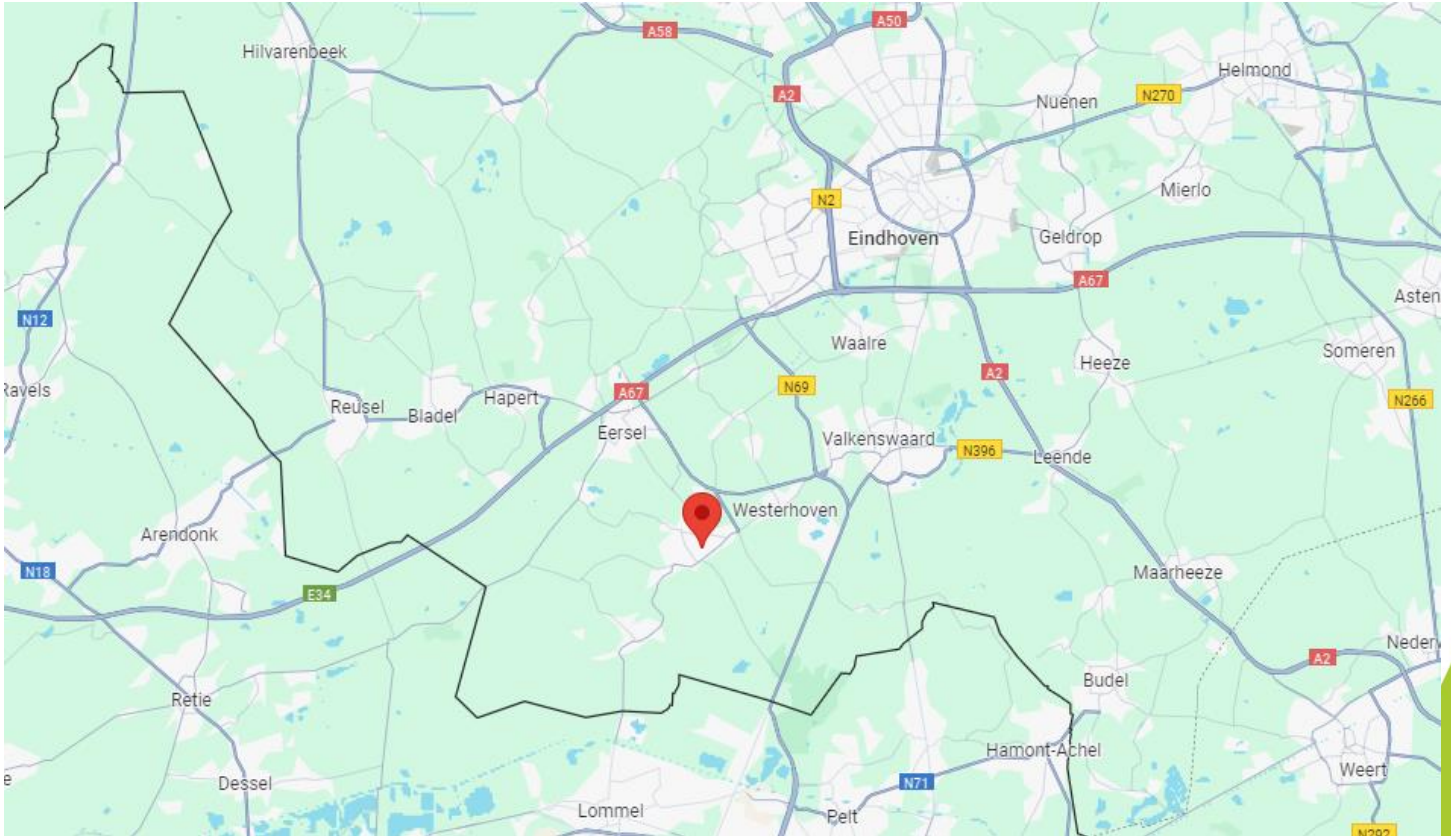 A58
A50
Hilvarenbeek
Helmond
A2
Nuenen
N270
Mierlo
N2
Eindhoven
Geldrop
A67
Asten
N12
Waalre
Someren
Heeze
A2
Ravels
N69
A67
Hapert
N266
Reusel
Bladel
Eersel
Valkenswaard
N396
Leende
Westerhoven
Arendonk
N18
Maarheeze
E34
Nederw
A2
Budel
Retie
Hamont-Achel
Weert
e
Dessel
N71
Lommel
Pelt
N292